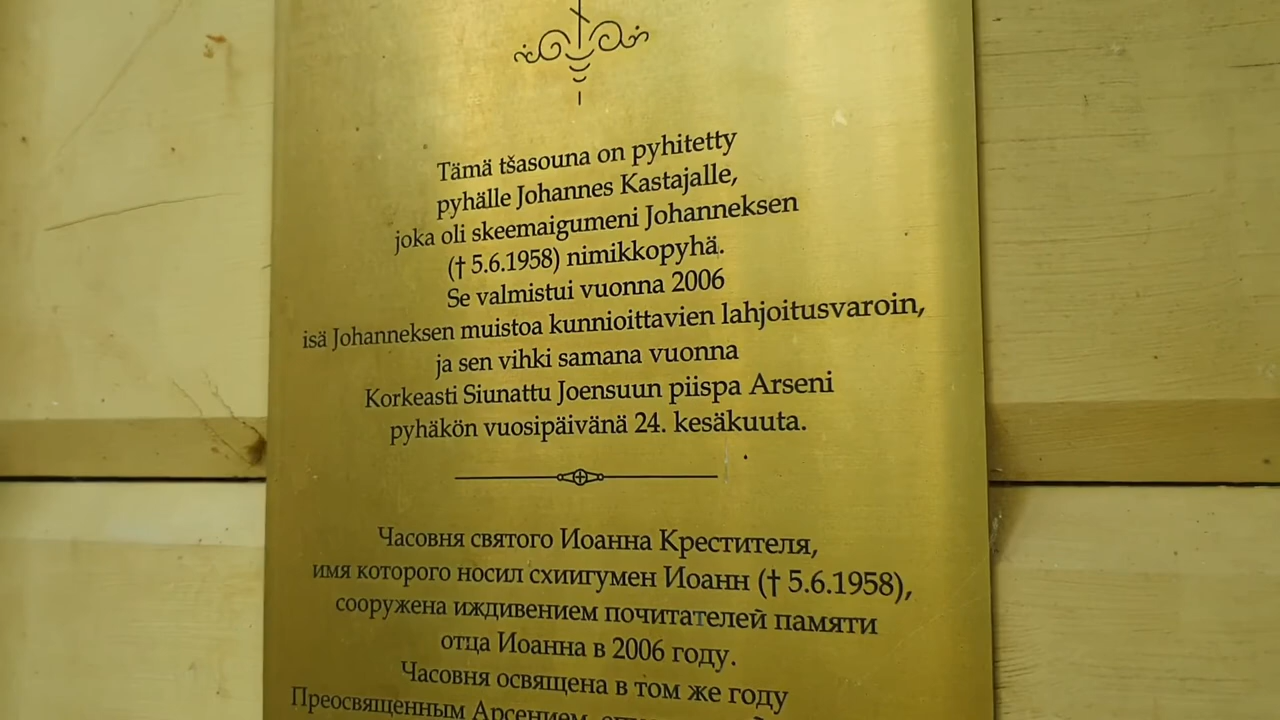 Tämä tšasouna on pyhitetty
pyhälle Johannes Kastajalle,
joka oli skeemaigumeni Johanneksen
(† 5.6.1958) nimikkopyhä.
Se valmistui vuonna 2006
isä Johanneksen muistoa kunnioittavien lahjoitusvaroin,
ja sen vihki samana vuonna
Korkeasti Siunattu Joensuun piispa Arseni
pyhäkön vuosipäivänä 24. kesäkuuta.
Часовня святого Иоанна Крестителя,
имя которого носил схиигумен Иоанн († 5.6.1958),
сооружена иждивением почитателей памяти
отца Иоанна в 2006 году.
Часовня освящена в том же году
Преосвященным Арсением,